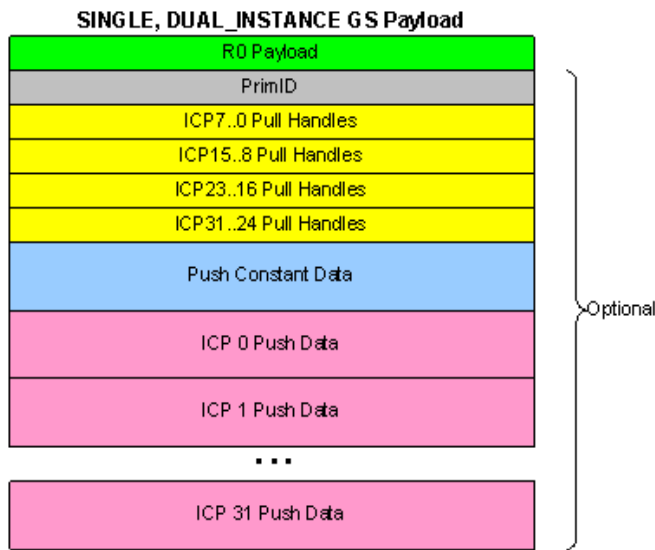 SINGLE, DUAL_INSTANCE GS Payload
R0 Payload
PrimID
ICP7..0 Pull Handles
ICP15..8 Pull Handles
ICP23..16 Pull Handles
ICP31..24 Pull Handles
Push Constant Data
Optional
ICP 0 Push Data
ICP 1 Push Data
...
ICP 31 Push Data